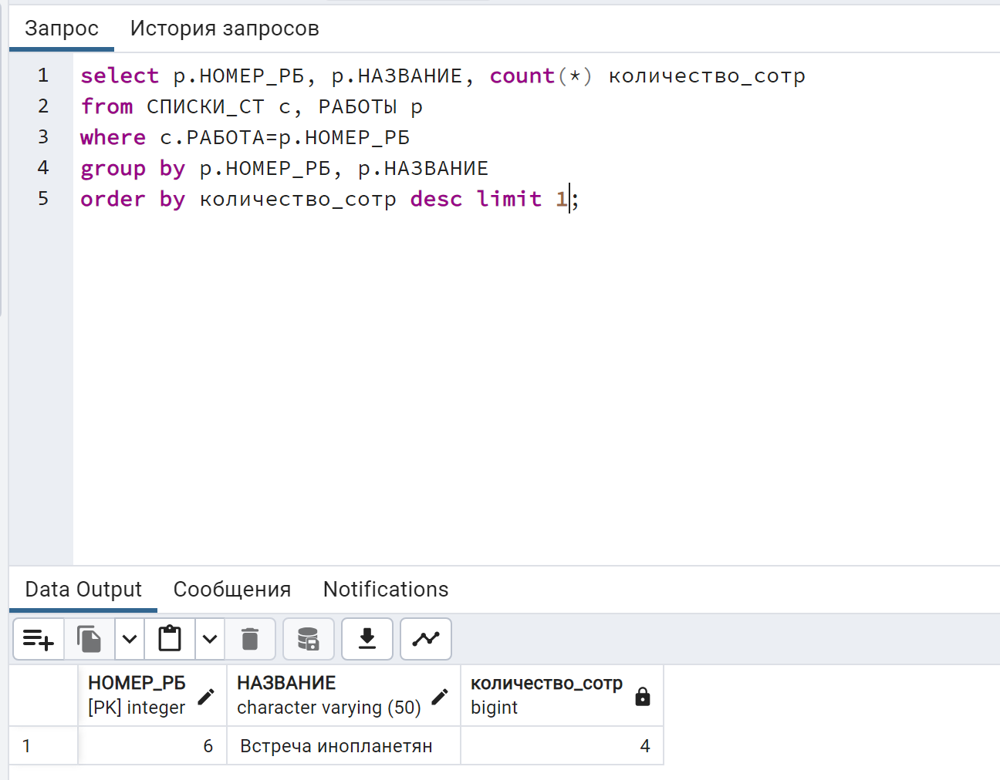 Запрос История запросов
1 select р.НОМЕР_РБ, р.НАЗВАНИЕ, count(*) количество_сотр
2 from СПИСКИ_СТ с, РАБОТЫ р
3 where с.РАБОТА=р.НОМЕР_РБ
4 group by р.НОМЕР_РБ, р.НАЗВАНИЕ
5 order by количество_сотр desc limit 1;
Data Output Сообщения Notifications
НОМЕР_РБ НАЗВАНИЕ количество_сотр
[PK] integer character varying (50) bigint
1 6 Встреча инопланетян 4